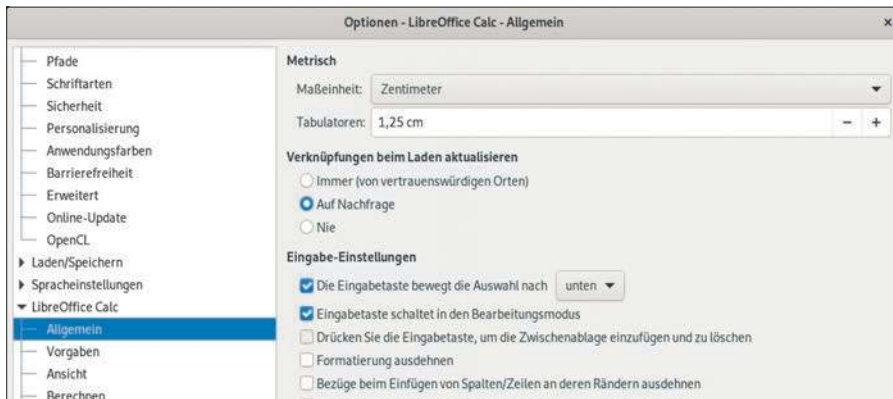 Optionen - LibreOffice Calc - Allgemein
Pfade
Schriftarten
Sicherheit
Personalisierung
Anwendungsfarben
Barrierefreiheit
Erweitert
Online-Update
OpenCL
Laden/Speichern
Spracheinstellungen
LibreOffice Calc
Allgemein
Vorgaben
Ansicht
Berechnen
Metrisch
Maßeinheit: Zentimeter
Tabulatoren: 1,25 cm
Verknüpfungen beim Laden aktualisieren
Immer (von vertrauenswürdigen Orten)
Auf Nachfrage
Nie
Eingabe-Einstellungen
Die Eingabetaste bewegt die Auswahl nach unten
Eingabetaste schaltet in den Bearbeitungsmodus
Drücken Sie die Eingabetaste, um die Zwischenablage einzufügen und zu löschen
Formatierung ausdehnen
Bezüge beim Einfügen von Spalten/Zeilen an deren Rändern ausdehnen